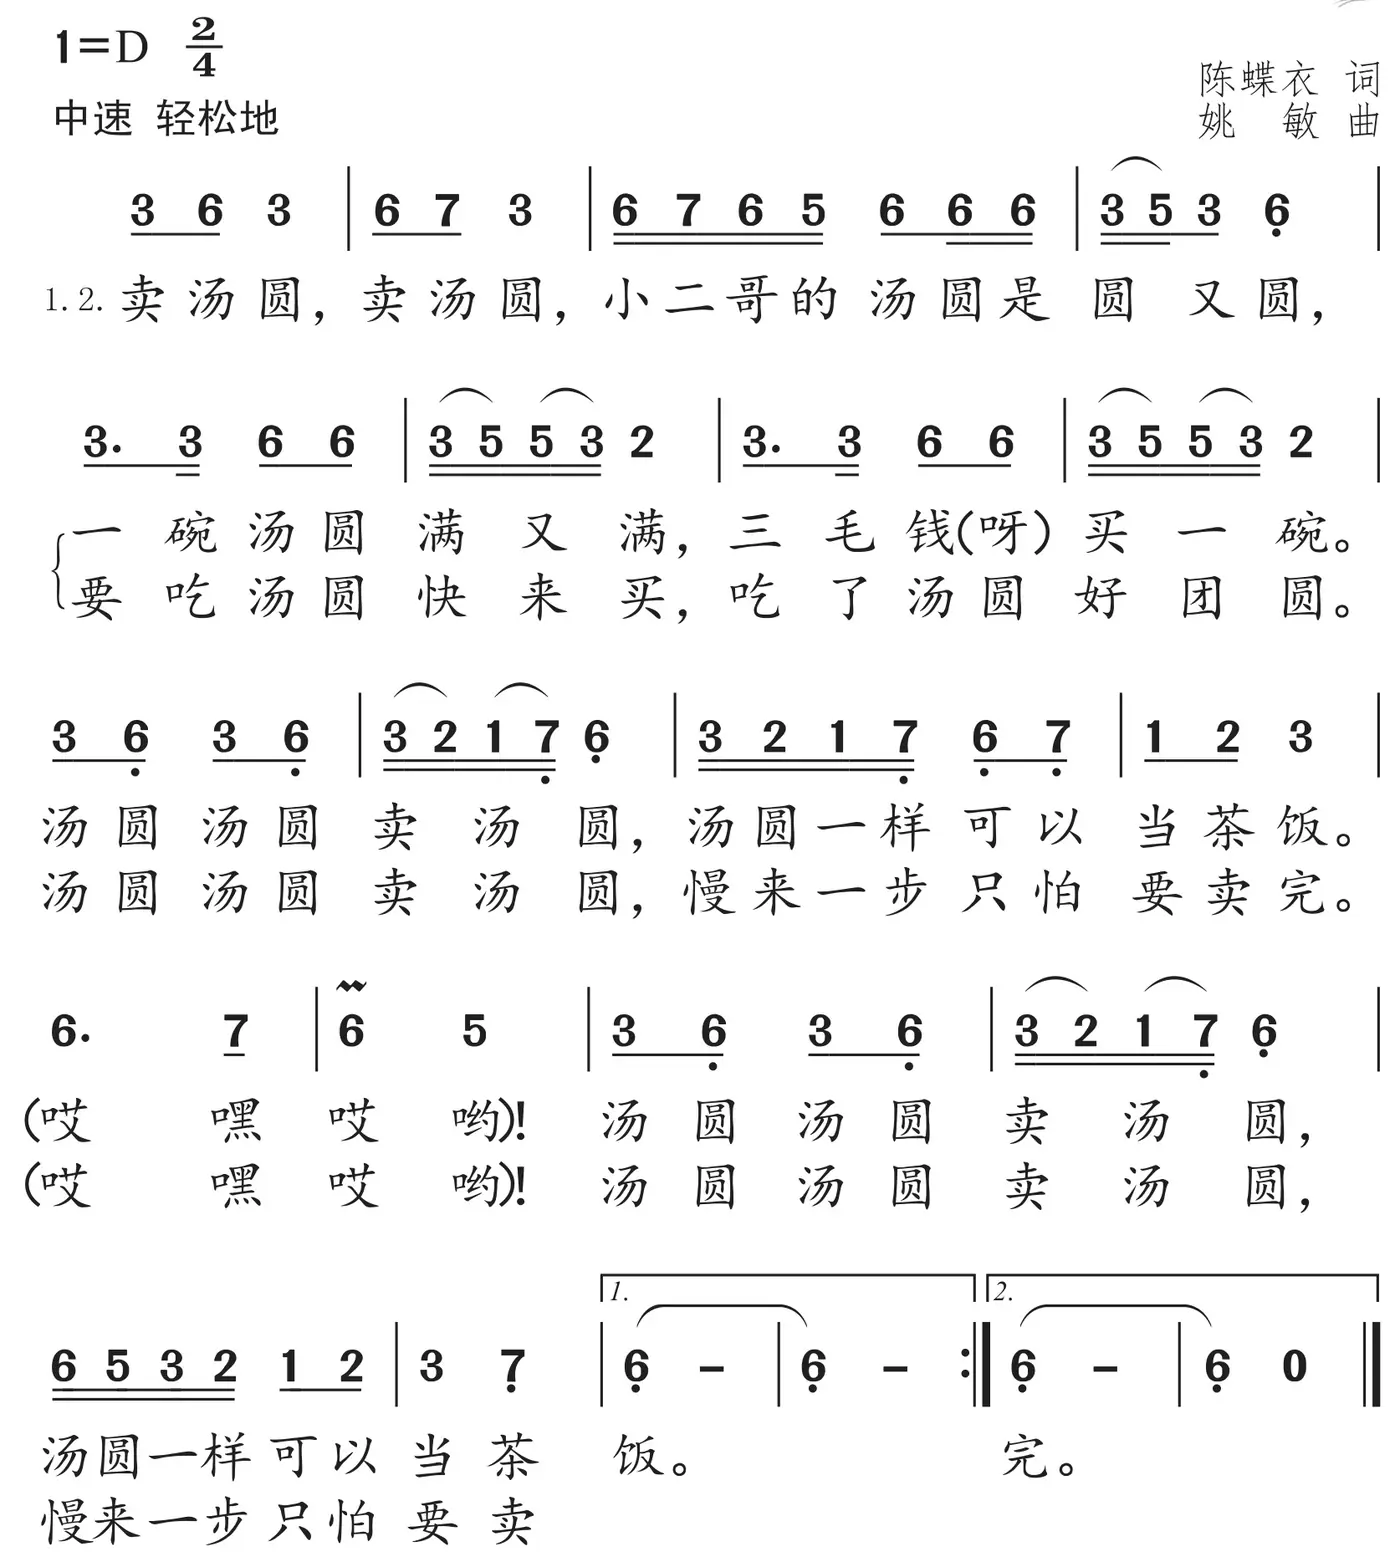 1=D 2/4
中速 轻松地
陈蝶衣 词
姚 敏 曲
3 6 3 | 6 7 3 | 6 7 6 5 6 6 6 | 3 5 3 6̣ |
1.2. 卖 汤 圆, 卖 汤 圆, 小 二 哥 的 汤 圆 是 圆 又 圆,
3. 3 6 6 | 3 5 5 3 2 | 3. 3 6 6 | 3 5 5 3 2 |
一 碗 汤 圆 满 又 满, 三 毛 钱(呀) 买 一 碗。
要 吃 汤 圆 快 来 买, 吃 了 汤 圆 好 团 圆。
3 6̣ 3 6̣ | 3 2 1 7̣ 6̣ | 3 2 1 7̣ 6̣ 7̣ | 1 2 3 |
汤 圆 汤 圆 卖 汤 圆, 汤 圆 一 样 可 以 当 茶 饭。
汤 圆 汤 圆 卖 汤 圆, 慢 来 一 步 只 怕 要 卖 完。
6. 7 | 6 5 | 3 6̣ 3 6̣ | 3 2 1 7̣ 6̣ |
(哎 嘿 哎 哟)! 汤 圆 汤 圆 卖 汤 圆,
(哎 嘿 哎 哟)! 汤 圆 汤 圆 卖 汤 圆,
1. 2.
6 5 3 2 1 2 | 3 7̣ | 6̣ – | 6̣ – :‖ 6̣ – | 6̣ 0 ‖
汤 圆 一 样 可 以 当 茶 饭。 完。
慢 来 一 步 只 怕 要 卖